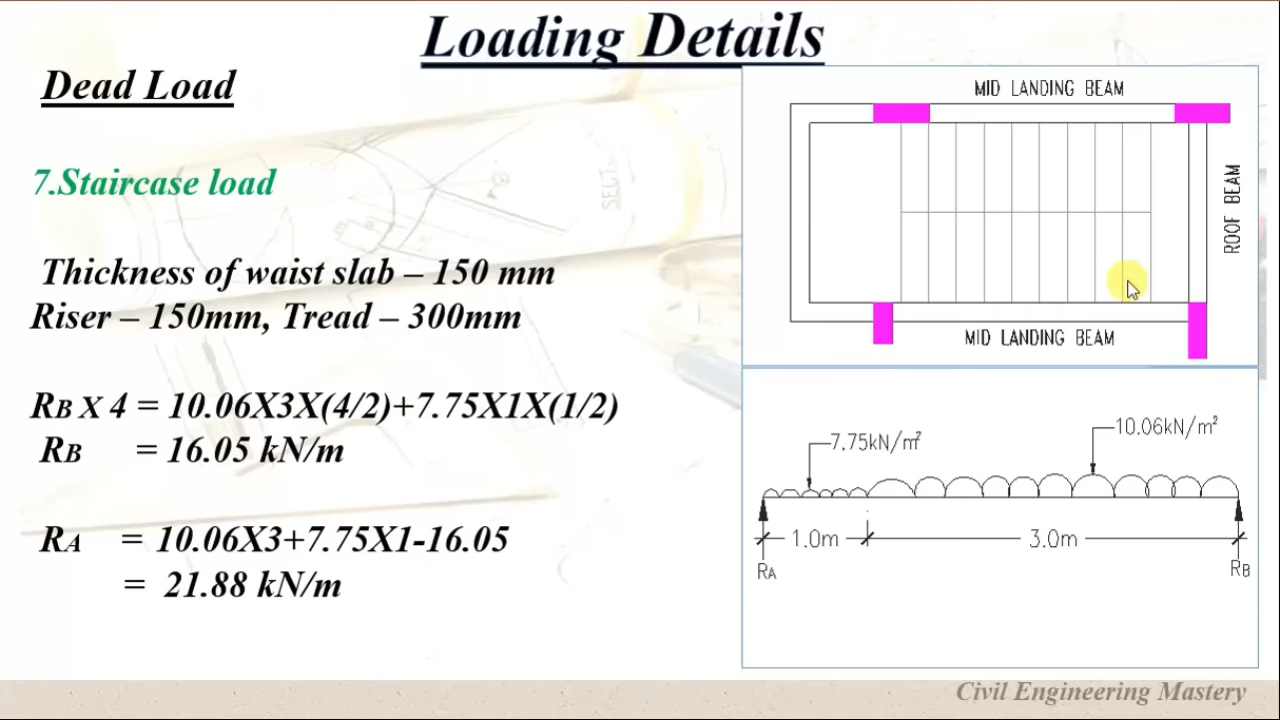 Loading Details
Dead Load
7.Staircase load
Thickness of waist slab – 150 mm
Riser – 150mm, Tread – 300mm
RB X 4 = 10.06X3X(4/2)+7.75X1X(1/2)
RB = 16.05 kN/m
RA = 10.06X3+7.75X1-16.05
= 21.88 kN/m
MID LANDING BEAM
ROOF BEAM
MID LANDING BEAM
7.75kN/m²
10.06kN/m²
1.0m
3.0m
RA
RB
SECT
Civil Engineering Mastery